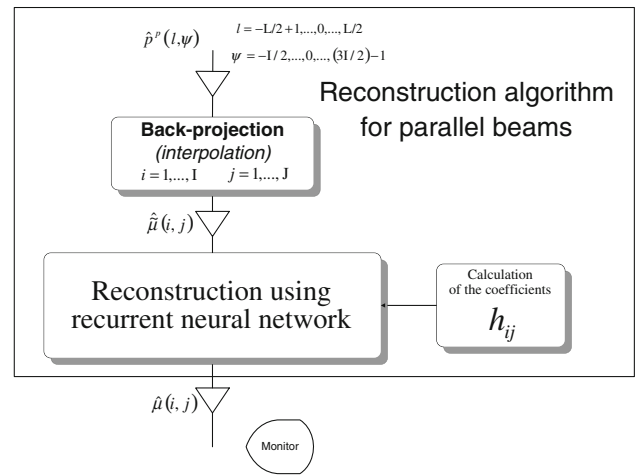 p̂ᵖ(l,ψ)
l = −L/2+1,...,0,...,L/2
ψ = −I/2,...,0,...,(3I/2)−1
Reconstruction algorithm
for parallel beams
Back-projection
(interpolation)
i = 1,..., I j = 1,..., J
μ̃̂(i, j)
Reconstruction using
recurrent neural network
Calculation
of the coefficients
hᵢⱼ
μ̂(i, j)
Monitor